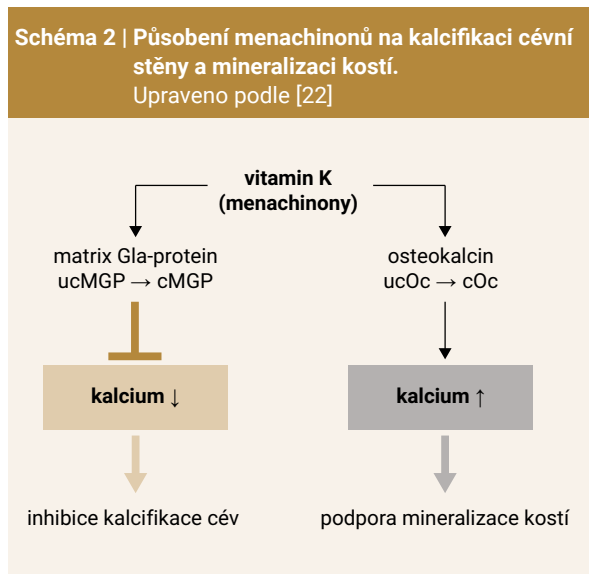 Schéma 2 | Působení menachinonů na kalcifikaci cévní
stěny a mineralizaci kostí.
Upraveno podle [22]
vitamin K
(menachinony)
matrix Gla-protein
ucMGP → cMGP
osteokalcin
ucOc → cOc
kalcium ↓
kalcium ↑
inhibice kalcifikace cév
podpora mineralizace kostí